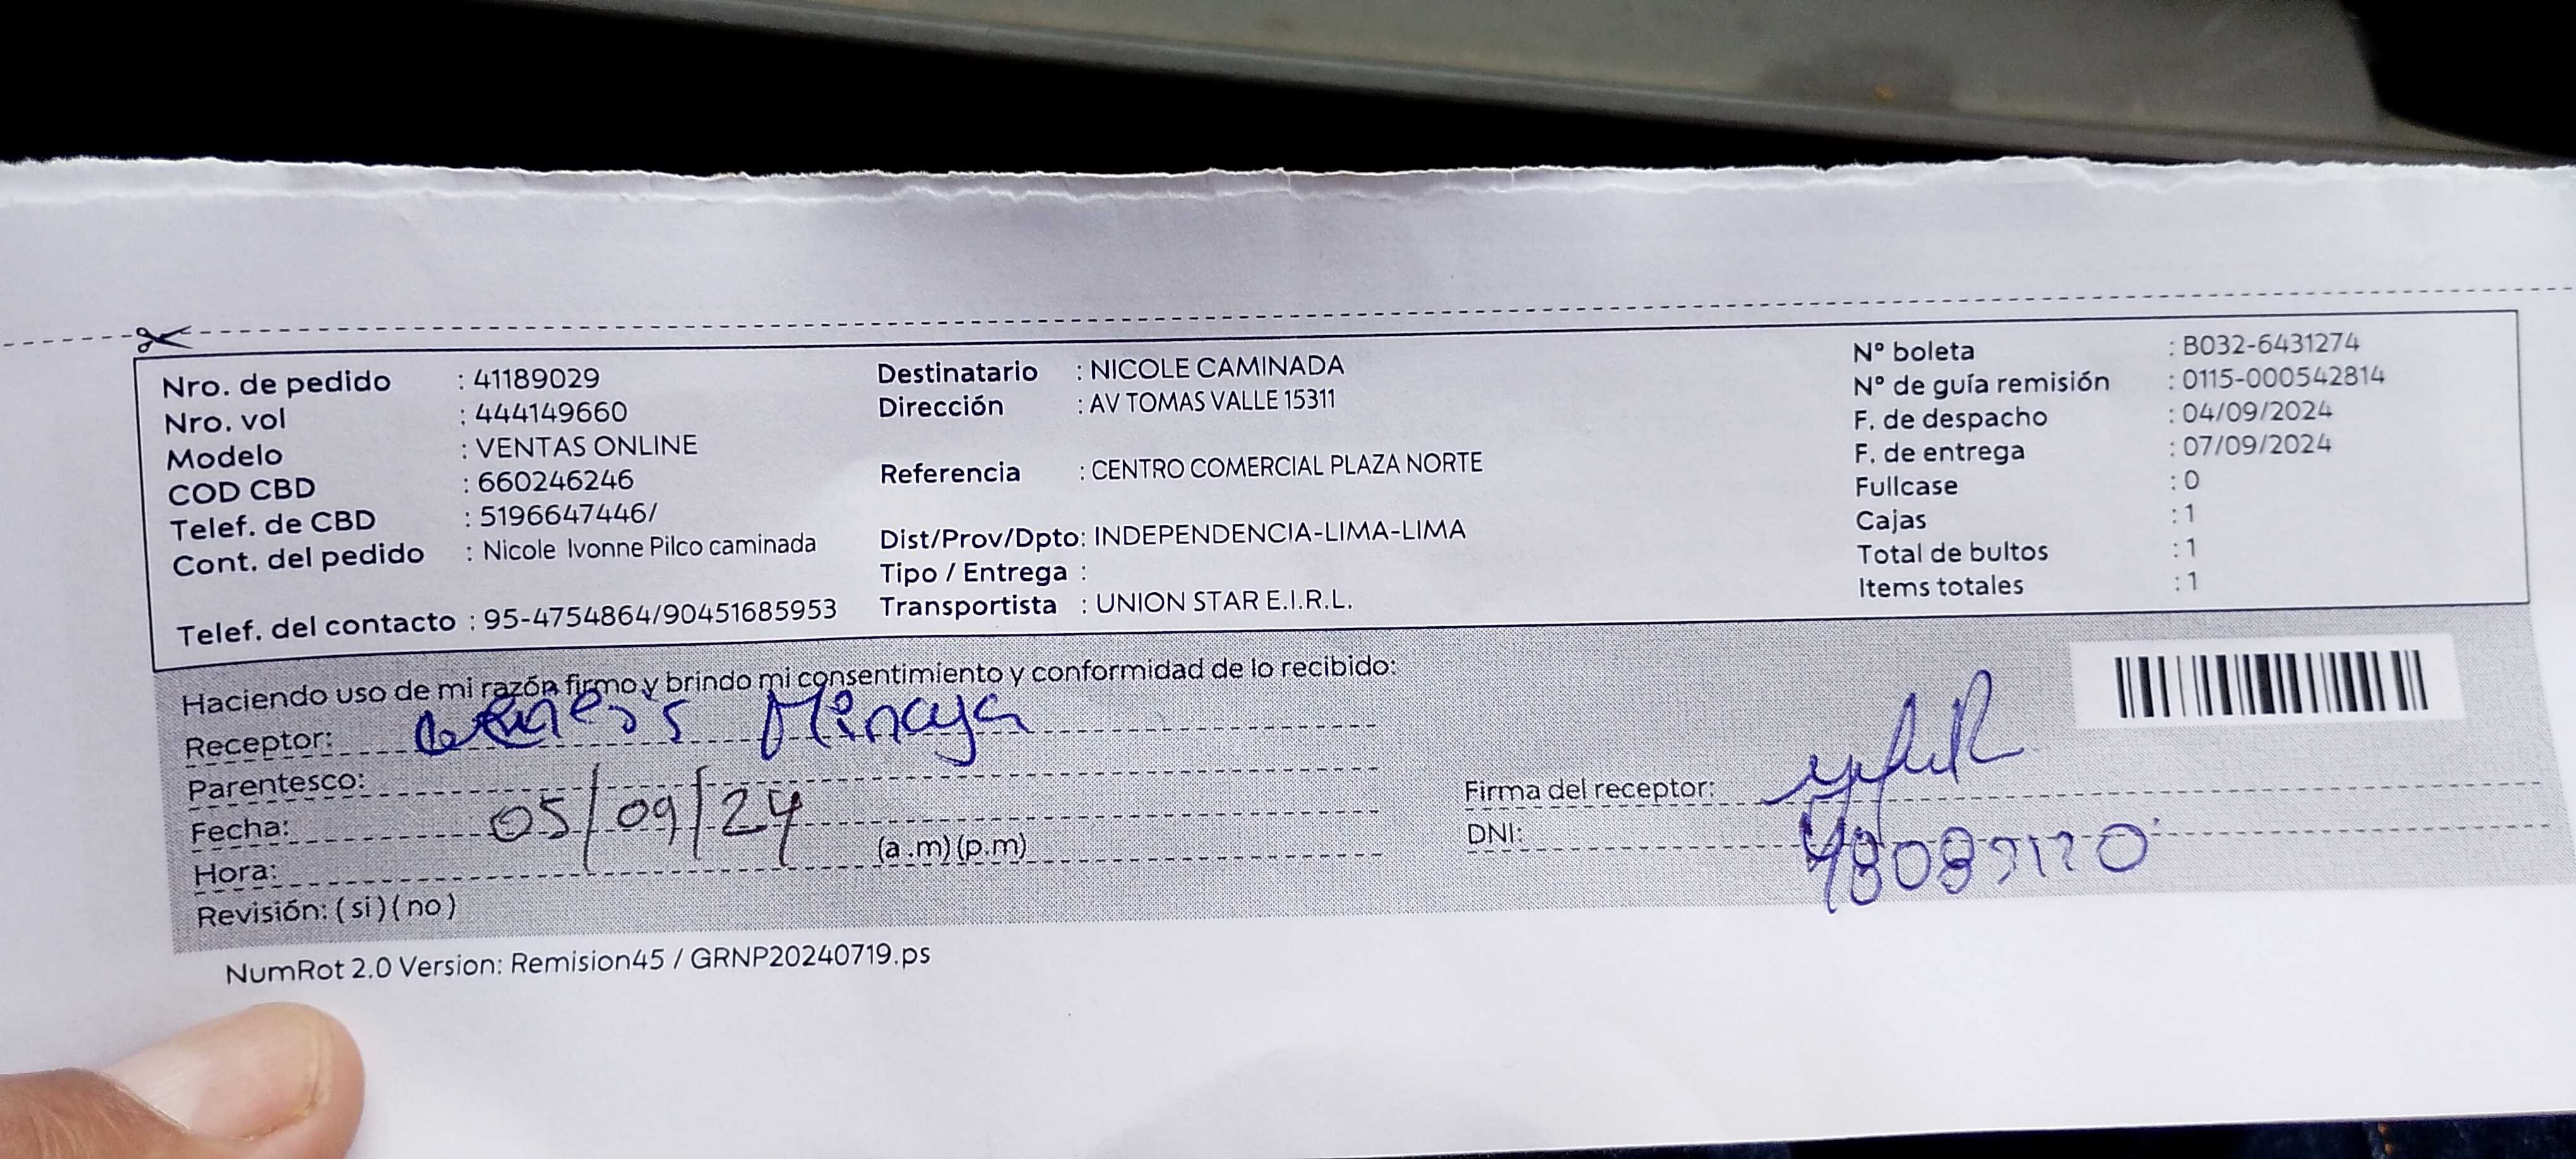 Nro. de pedido : 41189029
Nro. vol : 444149660
Modelo : VENTAS ONLINE
COD CBD : 660246246
Telef. de CBD : 5196647446/
Cont. del pedido : Nicole Ivonne Pilco caminada
Telef. del contacto : 95-4754864/90451685953
Destinatario : NICOLE CAMINADA
Dirección : AV TOMAS VALLE 15311
Referencia : CENTRO COMERCIAL PLAZA NORTE
Dist/Prov/Dpto: INDEPENDENCIA-LIMA-LIMA
Tipo / Entrega :
Transportista : UNION STAR E.I.R.L.
Nº boleta : B032-6431274
Nº de guía remisión : 0115-000542814
F. de despacho : 04/09/2024
F. de entrega : 07/09/2024
Fullcase : 0
Cajas : 1
Total de bultos : 1
Items totales : 1
Haciendo uso de mi razón firmo y brindo mi consentimiento y conformidad de lo recibido:
Receptor: Minaya
Parentesco:
Fecha: 05/09/24
Hora: (a.m)(p.m)
Revisión: (si)(no)
Firma del receptor:
DNI:
NumRot 2.0 Version: Remision45 / GRNP20240719.ps